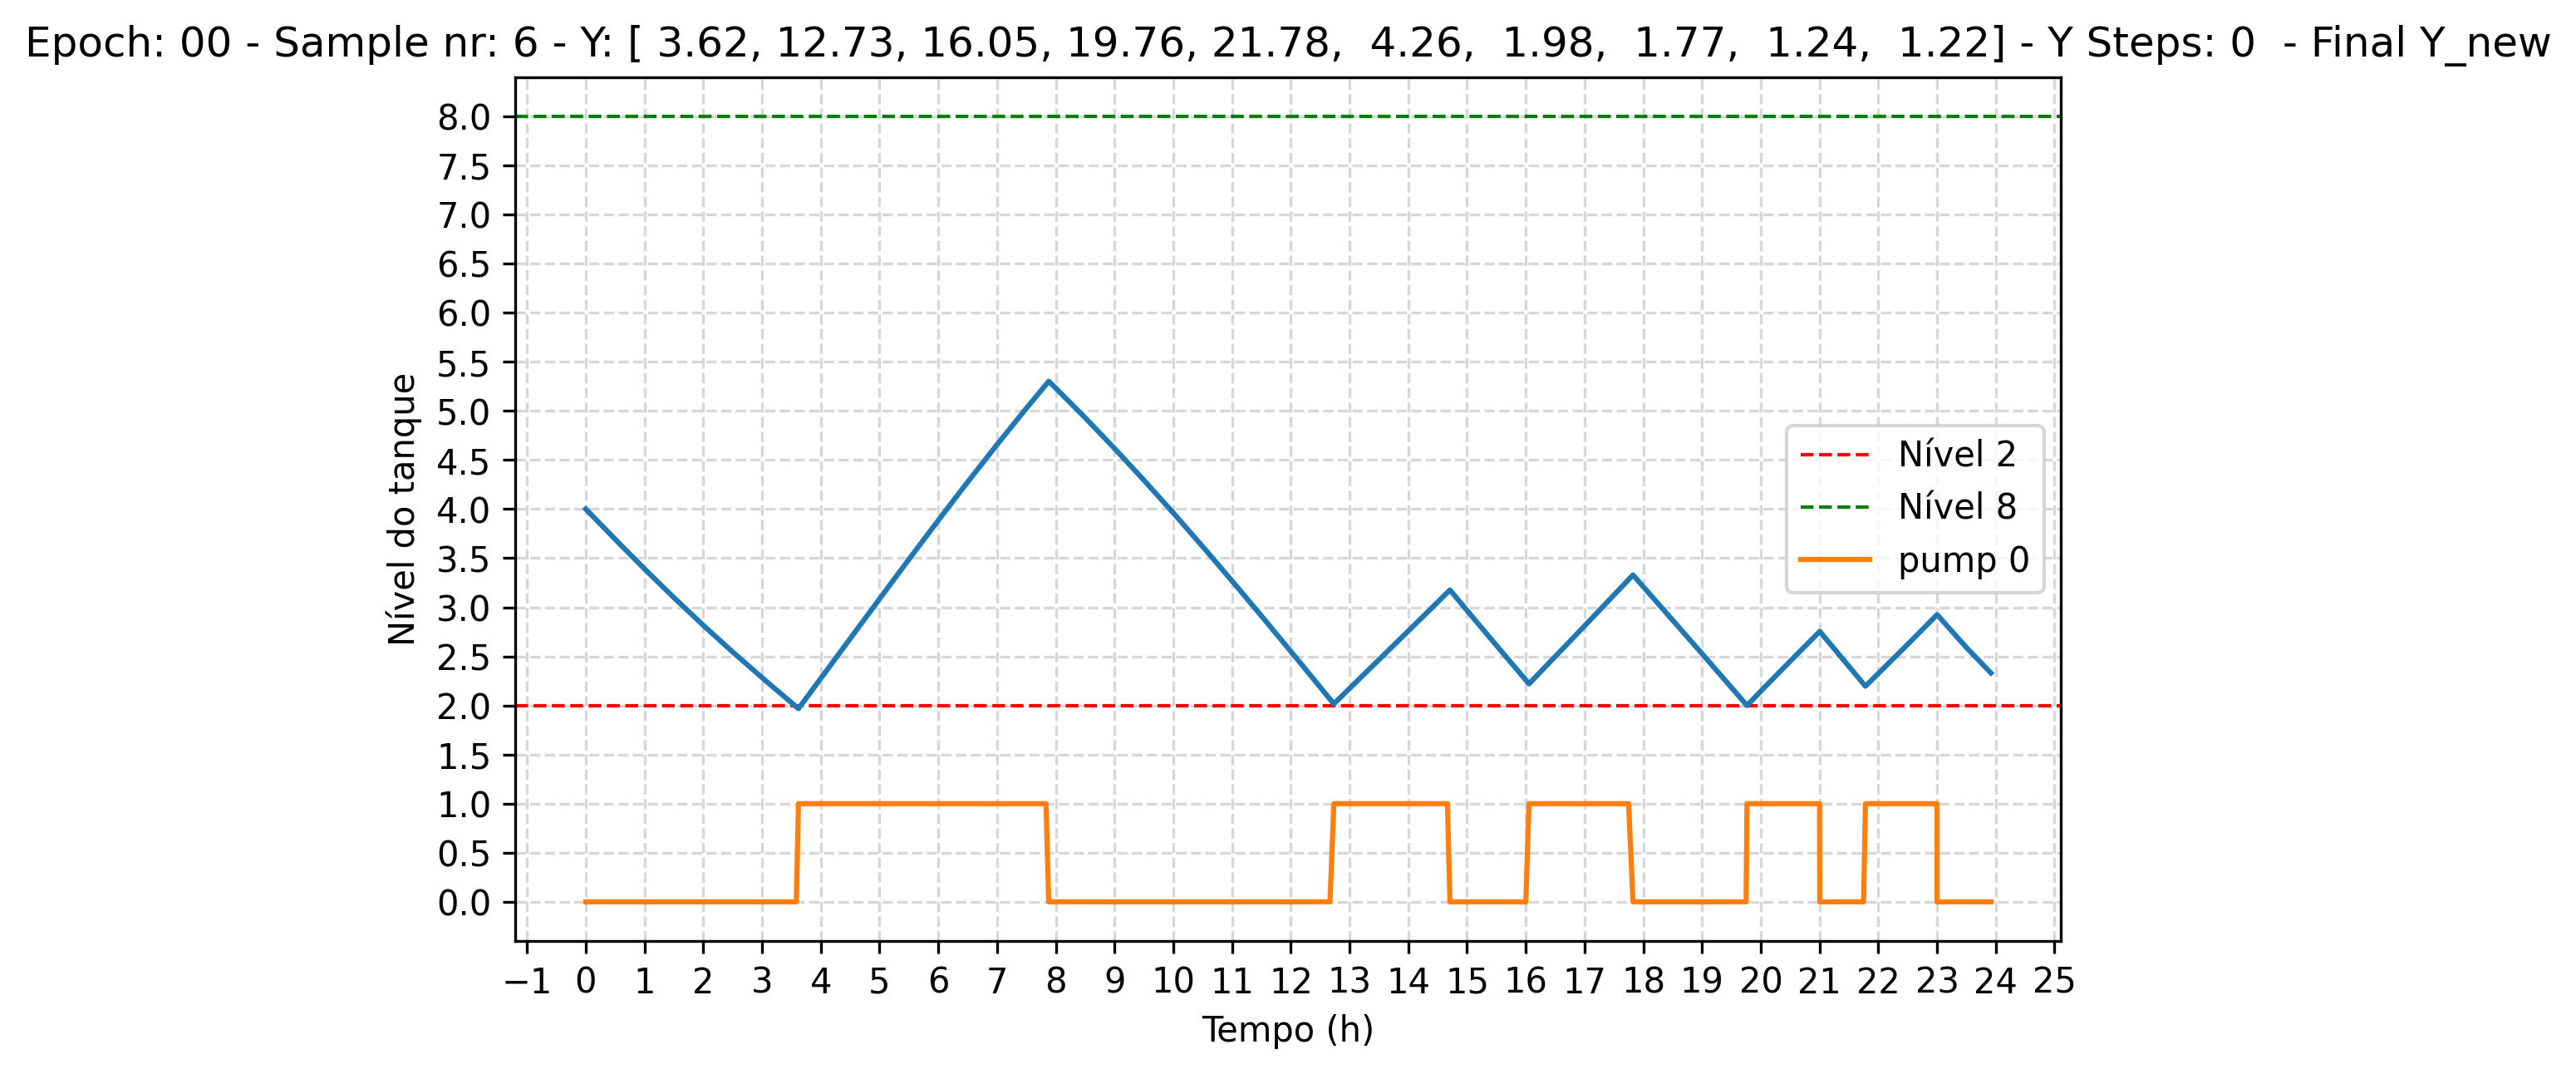 Epoch: 00 - Sample nr: 6 - Y: [ 3.62, 12.73, 16.05, 19.76, 21.78,  4.26,  1.98,  1.77,  1.24,  1.22] - Y Steps: 0  - Final Y_new
8.0
7.5
7.0
6.5
6.0
5.5
5.0
4.5
4.0
3.5
3.0
2.5
2.0
1.5
1.0
0.5
0.0
Nível do tanque
Nível 2
Nível 8
pump 0
−1 0 1 2 3 4 5 6 7 8 9 10 11 12 13 14 15 16 17 18 19 20 21 22 23 24 25
Tempo (h)